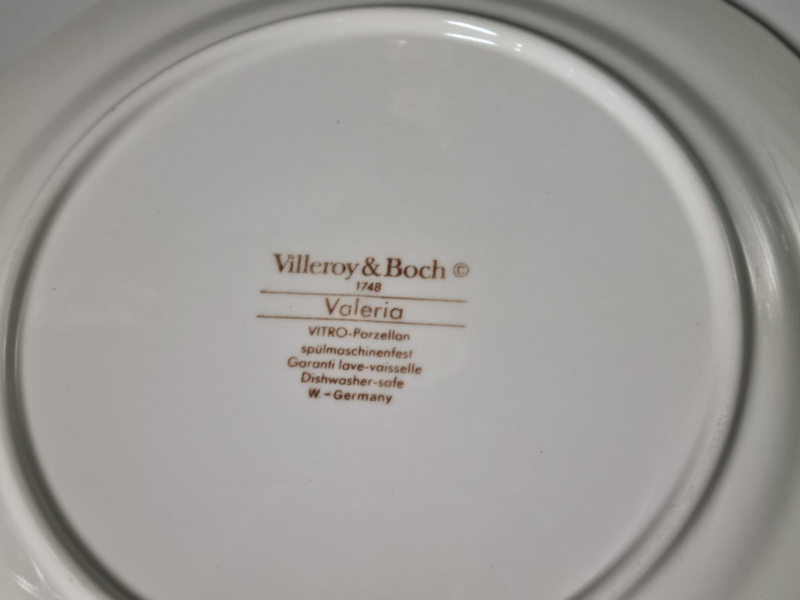 Villeroy & Boch ©
1748
Valeria
VITRO-Porzellan
spülmaschinenfest
Garanti lave-vaisselle
Dishwasher-safe
W.-Germany